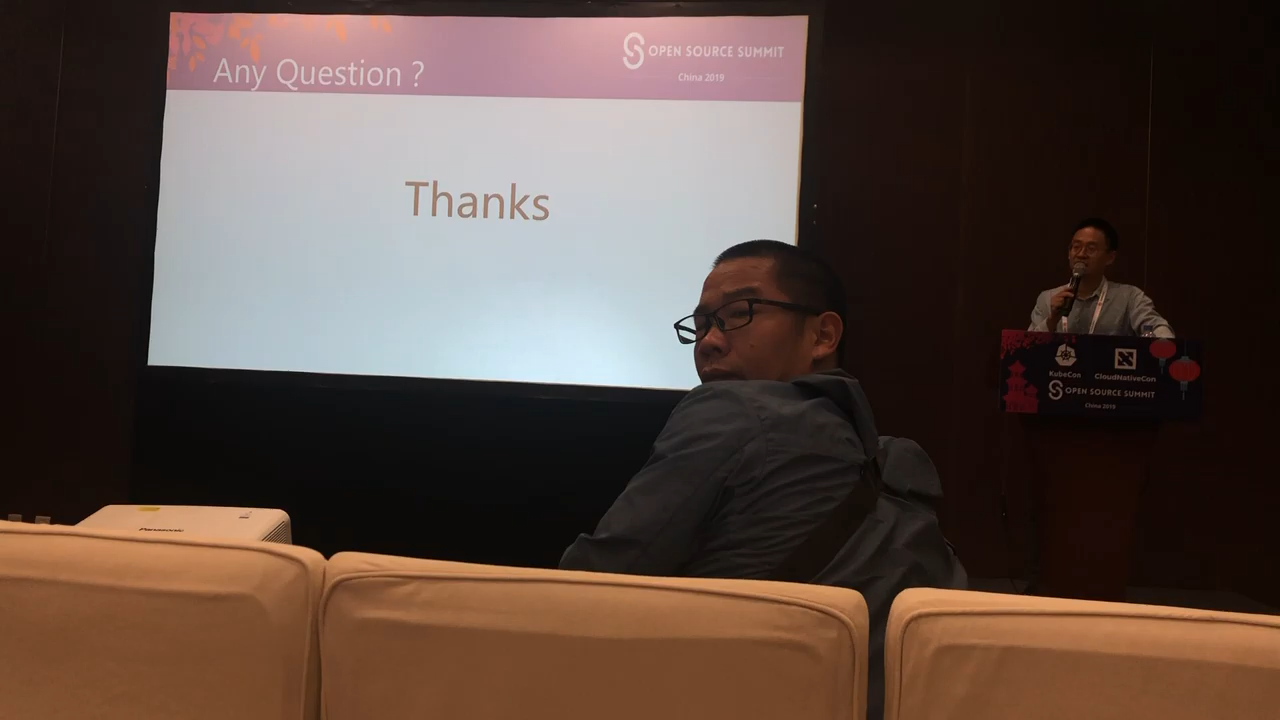 Any Question ?
OPEN SOURCE SUMMIT
China 2019
Thanks
KubeCon
CloudNativeCon
OPEN SOURCE SUMMIT
China 2019
Panasonic